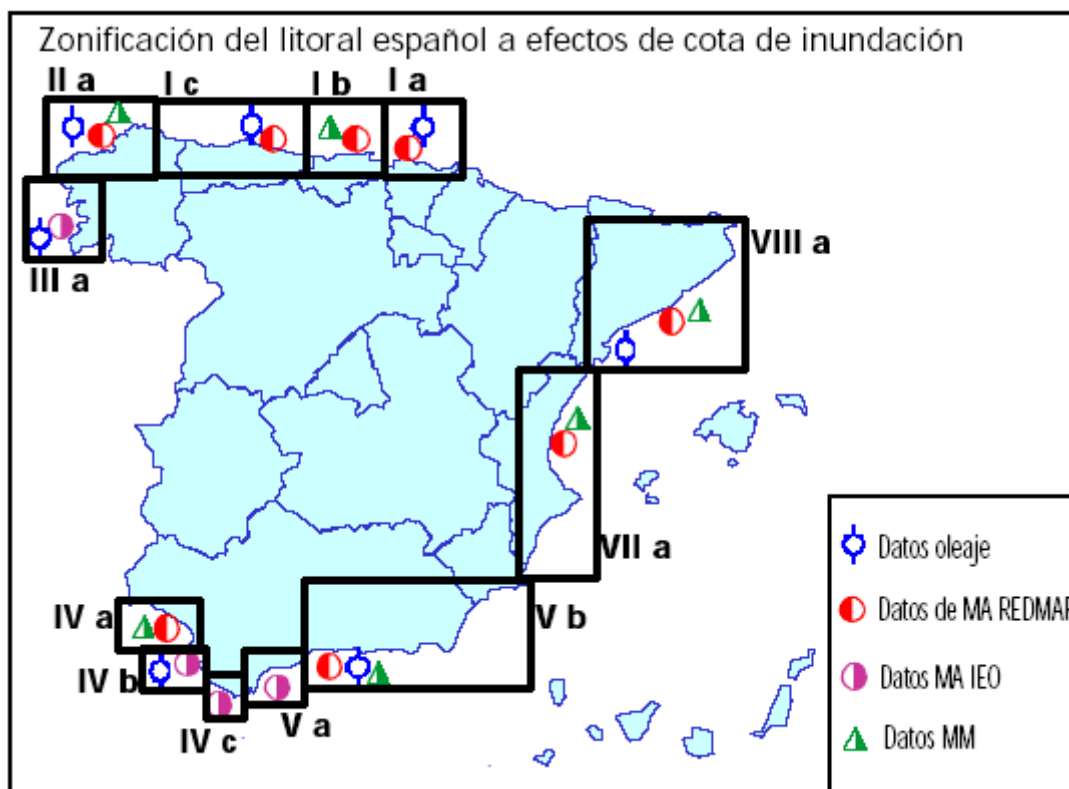 Zonificación del litoral español a efectos de cota de inundación
II a
I c
I b
I a
III a
VIII a
VII a
IV a
V b
IV b
IV c
V a
Datos oleaje
Datos de MA REDMAR
Datos MA IEO
Datos MM